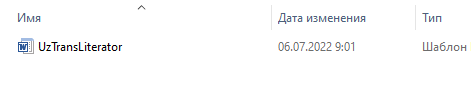 Имя Дата изменения Тип
UzTransLiterator 06.07.2022 9:01 Шаблон